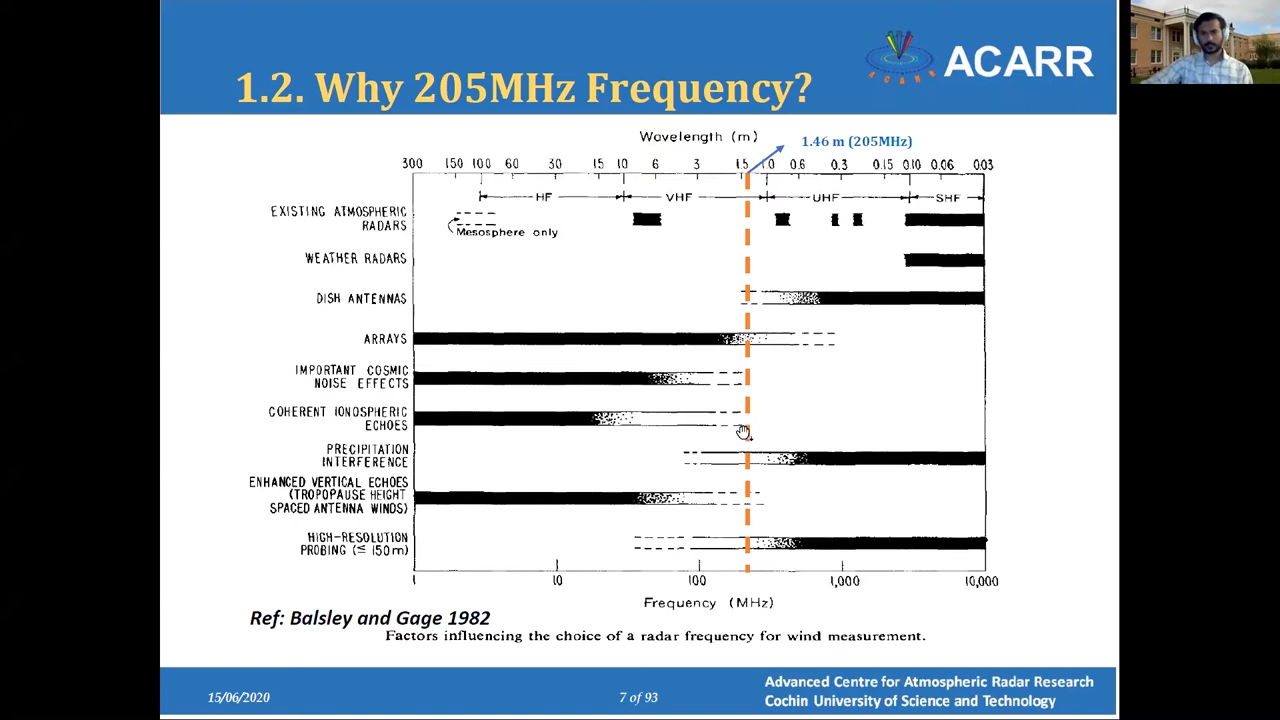 1.2. Why 205MHz Frequency?
ACARR
ACARR
Wavelength (m)
1.46 m (205MHz)
300 150 100 60 30 15 10 6 3 1.5 1.0 0.6 0.3 0.15 0.10 0.06 0.03
HF VHF UHF SHF
EXISTING ATMOSPHERIC
RADARS
Mesosphere only
WEATHER RADARS
DISH ANTENNAS
ARRAYS
IMPORTANT COSMIC
NOISE EFFECTS
COHERENT IONOSPHERIC
ECHOES
PRECIPITATION
INTERFERENCE
ENHANCED VERTICAL ECHOES
(TROPOPAUSE HEIGHT
SPACED ANTENNA WINDS)
HIGH-RESOLUTION
PROBING (≤ 150m)
1 10 100 1,000 10,000
Frequency (MHz)
Ref: Balsley and Gage 1982
Factors influencing the choice of a radar frequency for wind measurement.
15/06/2020
7 of 93
Advanced Centre for Atmospheric Radar Research
Cochin University of Science and Technology